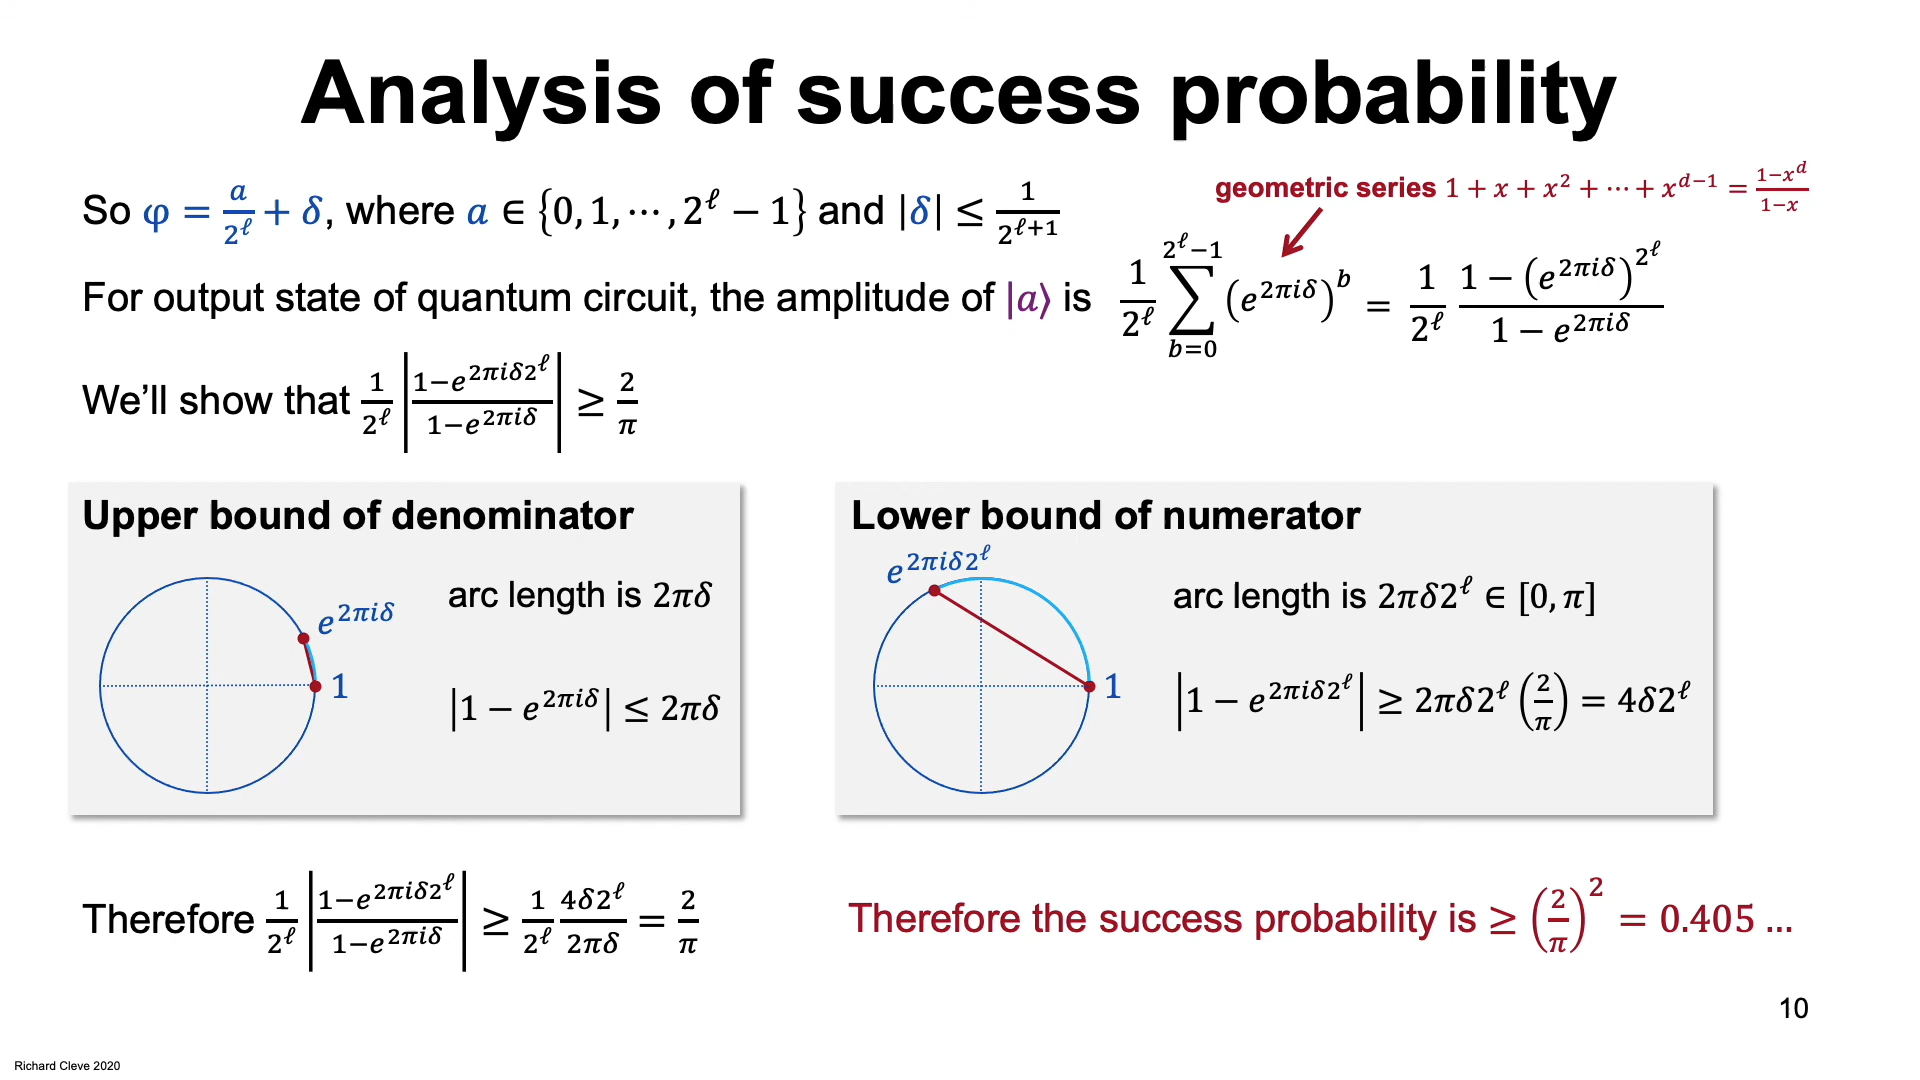 Analysis of success probability
geometric series 1 + x + x² + ⋯ + x^{d−1} = (1−x^d)/(1−x)
So φ = a/2^ℓ + δ, where a ∈ {0, 1, ⋯, 2^ℓ − 1} and |δ| ≤ 1/2^{ℓ+1}
For output state of quantum circuit, the amplitude of |a⟩ is 1/2^ℓ ∑_{b=0}^{2^ℓ−1} (e^{2πiδ})^b = 1/2^ℓ (1 − (e^{2πiδ})^{2^ℓ})/(1 − e^{2πiδ})
We'll show that 1/2^ℓ |(1−e^{2πiδ2^ℓ})/(1−e^{2πiδ})| ≥ 2/π
Upper bound of denominator
arc length is 2πδ
e^{2πiδ}
1
|1 − e^{2πiδ}| ≤ 2πδ
Lower bound of numerator
e^{2πiδ2^ℓ}
arc length is 2πδ2^ℓ ∈ [0, π]
1
|1 − e^{2πiδ2^ℓ}| ≥ 2πδ2^ℓ (2/π) = 4δ2^ℓ
Therefore 1/2^ℓ |(1−e^{2πiδ2^ℓ})/(1−e^{2πiδ})| ≥ 1/2^ℓ 4δ2^ℓ/2πδ = 2/π
Therefore the success probability is ≥ (2/π)² = 0.405 ...
10
Richard Cleve 2020